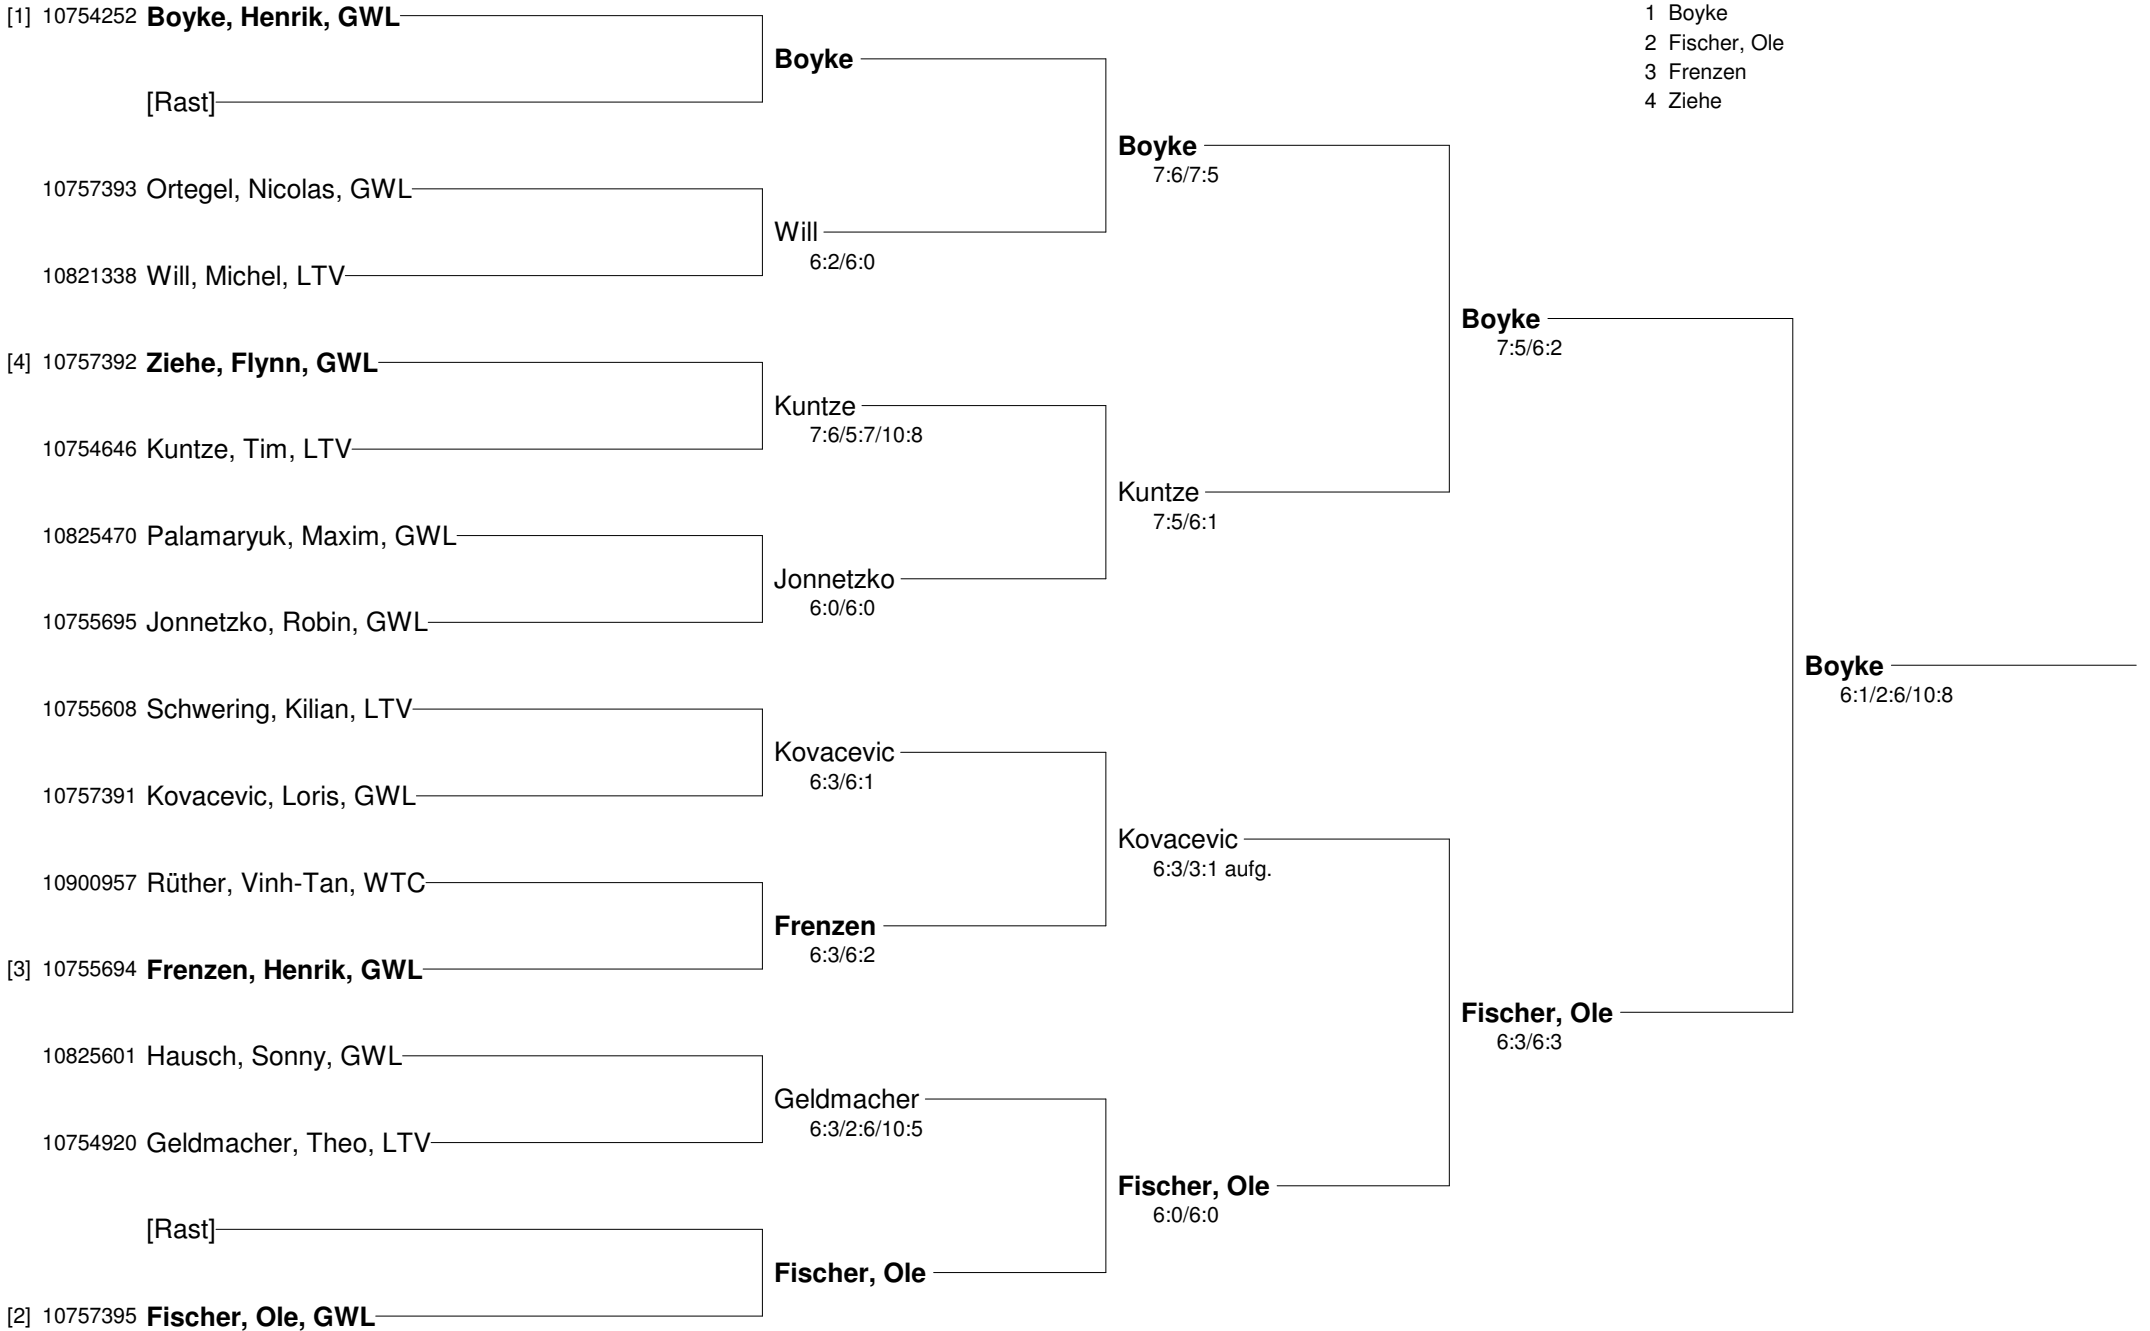 [1] 10754252 Boyke, Henrik, GWL
[Rast]
10757393 Ortegel, Nicolas, GWL
10821338 Will, Michel, LTV
[4] 10757392 Ziehe, Flynn, GWL
10754646 Kuntze, Tim, LTV
10825470 Palamaryuk, Maxim, GWL
10755695 Jonnetzko, Robin, GWL
10755608 Schwering, Kilian, LTV
10757391 Kovacevic, Loris, GWL
10900957 Rüther, Vinh-Tan, WTC
[3] 10755694 Frenzen, Henrik, GWL
10825601 Hausch, Sonny, GWL
10754920 Geldmacher, Theo, LTV
[Rast]
[2] 10757395 Fischer, Ole, GWL
Boyke
Will
6:2/6:0
Kuntze
7:6/5:7/10:8
Jonnetzko
6:0/6:0
Kovacevic
6:3/6:1
Frenzen
6:3/6:2
Geldmacher
6:3/2:6/10:5
Fischer, Ole
Boyke
7:6/7:5
Kuntze
7:5/6:1
Kovacevic
6:3/3:1 aufg.
Fischer, Ole
6:0/6:0
Boyke
7:5/6:2
Fischer, Ole
6:3/6:3
Boyke
6:1/2:6/10:8
1 Boyke
2 Fischer, Ole
3 Frenzen
4 Ziehe